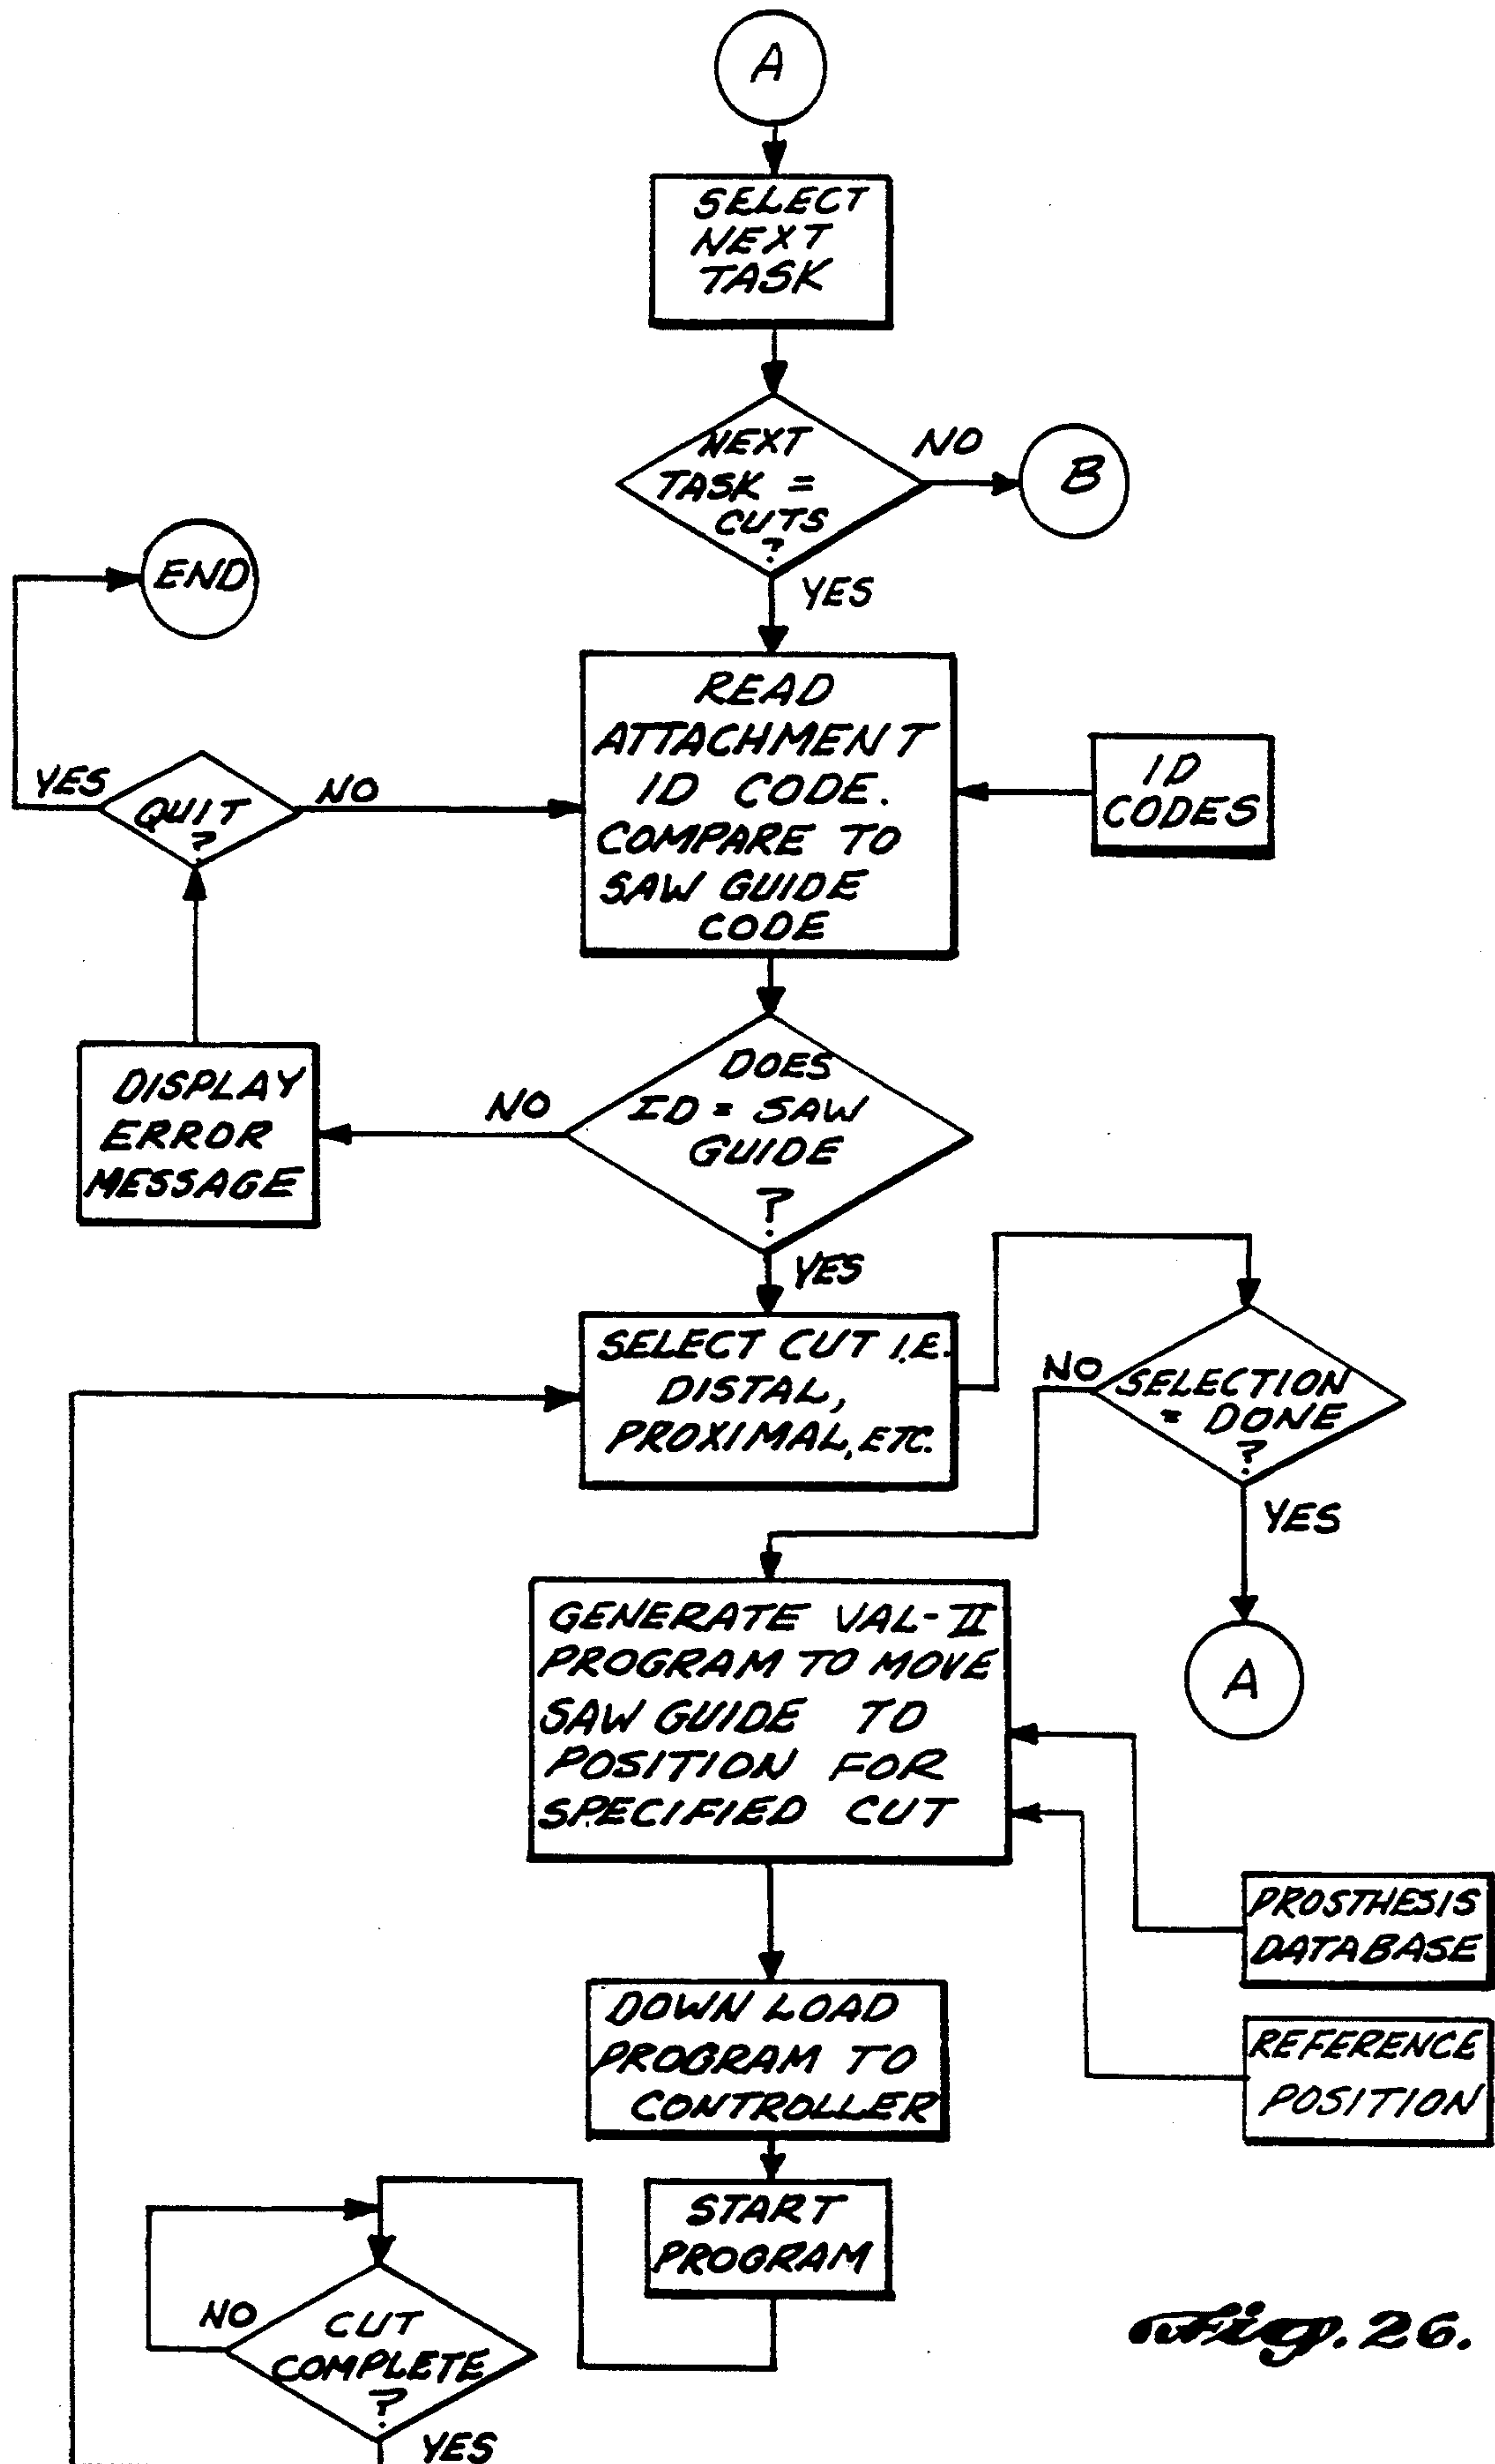 A
SELECT
NEXT
TASK
NEXT
TASK =
CUTS
?
NO
B
YES
END
READ
ATTACHMENT
ID CODE.
COMPARE TO
SAW GUIDE
CODE
ID
CODES
YES
QUIT
?
NO
DISPLAY
ERROR
MESSAGE
NO
DOES
ID = SAW
GUIDE
?
YES
SELECT CUT I.E.
DISTAL,
PROXIMAL, ETC.
NO
SELECTION
= DONE
?
YES
A
GENERATE VAL-II
PROGRAM TO MOVE
SAW GUIDE TO
POSITION FOR
SPECIFIED CUT
PROSTHESIS
DATABASE
REFERENCE
POSITION
DOWN LOAD
PROGRAM TO
CONTROLLER
START
PROGRAM
NO
CUT
COMPLETE
?
YES
Fig. 26.